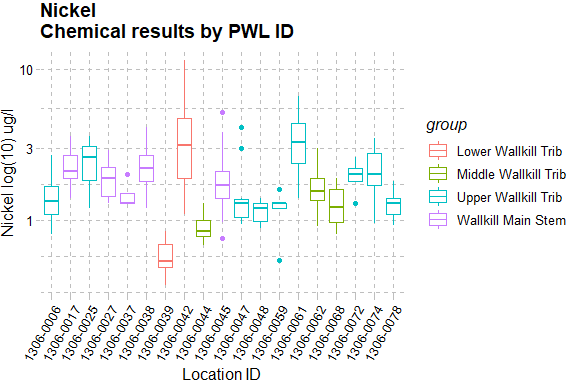 Nickel
Chemical results by PWL ID
Nickel log(10) ug/l
10
3
1
1306-0006
1306-0017
1306-0025
1306-0027
1306-0037
1306-0038
1306-0039
1306-0042
1306-0044
1306-0045
1306-0047
1306-0048
1306-0059
1306-0061
1306-0062
1306-0068
1306-0072
1306-0074
1306-0078
Location ID
group
Lower Wallkill Trib
Middle Wallkill Trib
Upper Wallkill Trib
Wallkill Main Stem